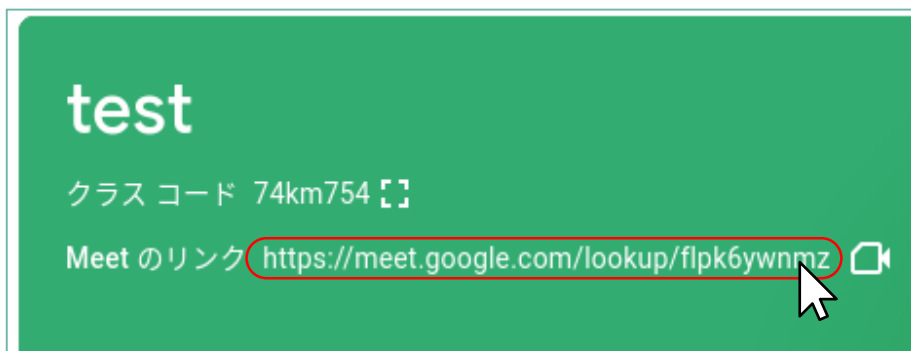 test
クラス コード 74km754
Meet のリンク https://meet.google.com/lookup/flpk6ywnmz